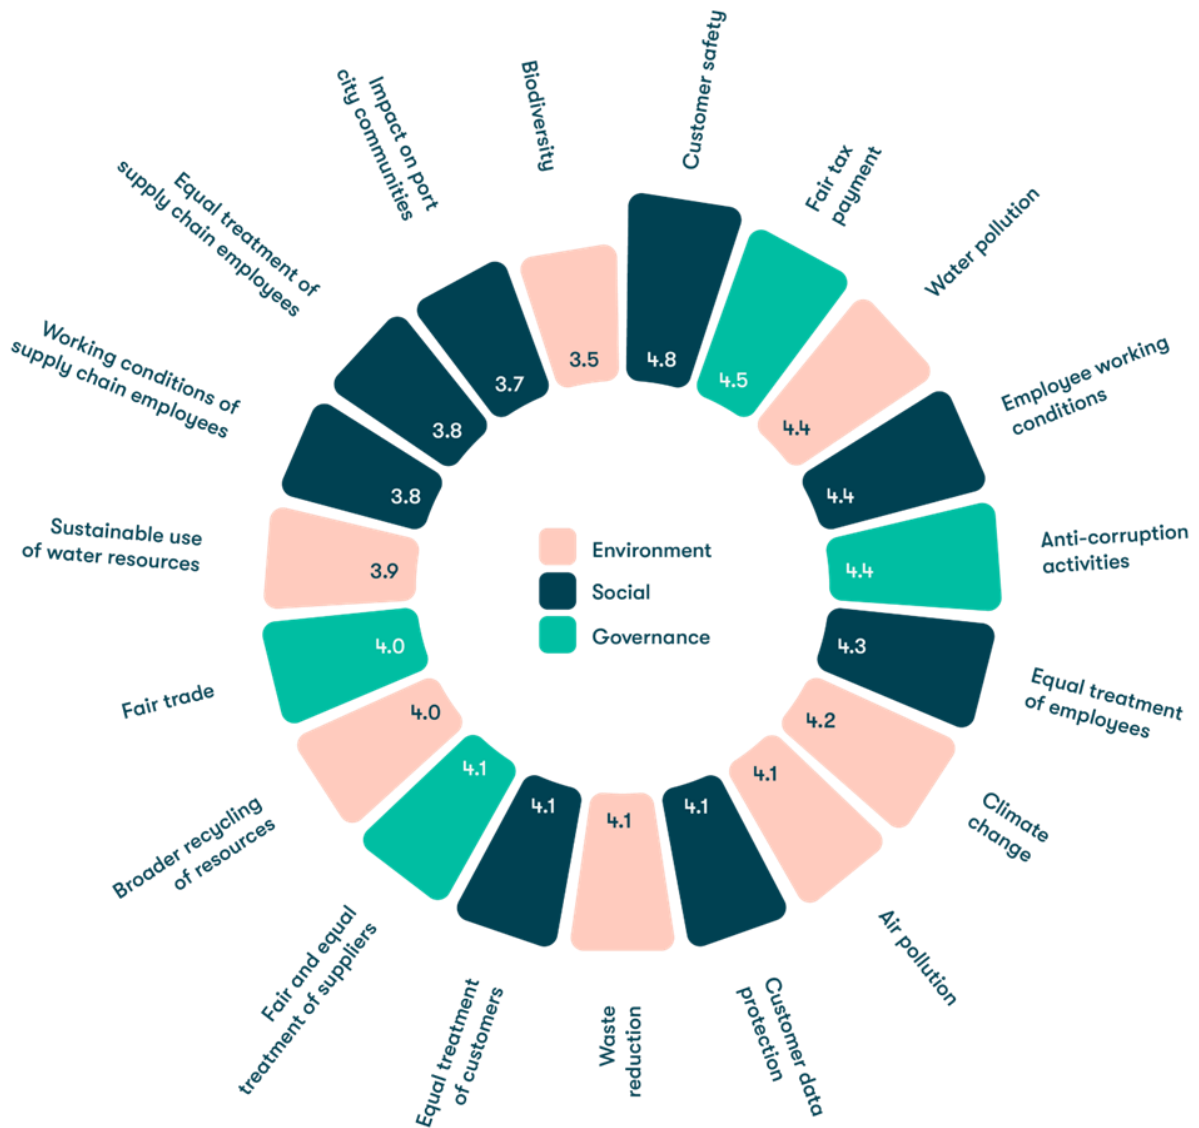 Customer safety
4.8
Fair tax
payment
4.5
Water pollution
4.4
Employee working
conditions
4.4
Anti-corruption
activities
4.4
Equal treatment
of employees
4.3
Climate
change
4.2
Air pollution
4.1
Customer data
protection
4.1
Waste
reduction
4.1
Equal treatment
of customers
4.1
Fair and equal
treatment of suppliers
4.1
Broader recycling
of resources
4.0
Fair trade
4.0
Sustainable use
of water resources
3.9
Working conditions of
supply chain employees
3.8
Equal treatment of
supply chain employees
3.8
Impact on port
city communities
3.7
Biodiversity
3.5
Environment
Social
Governance